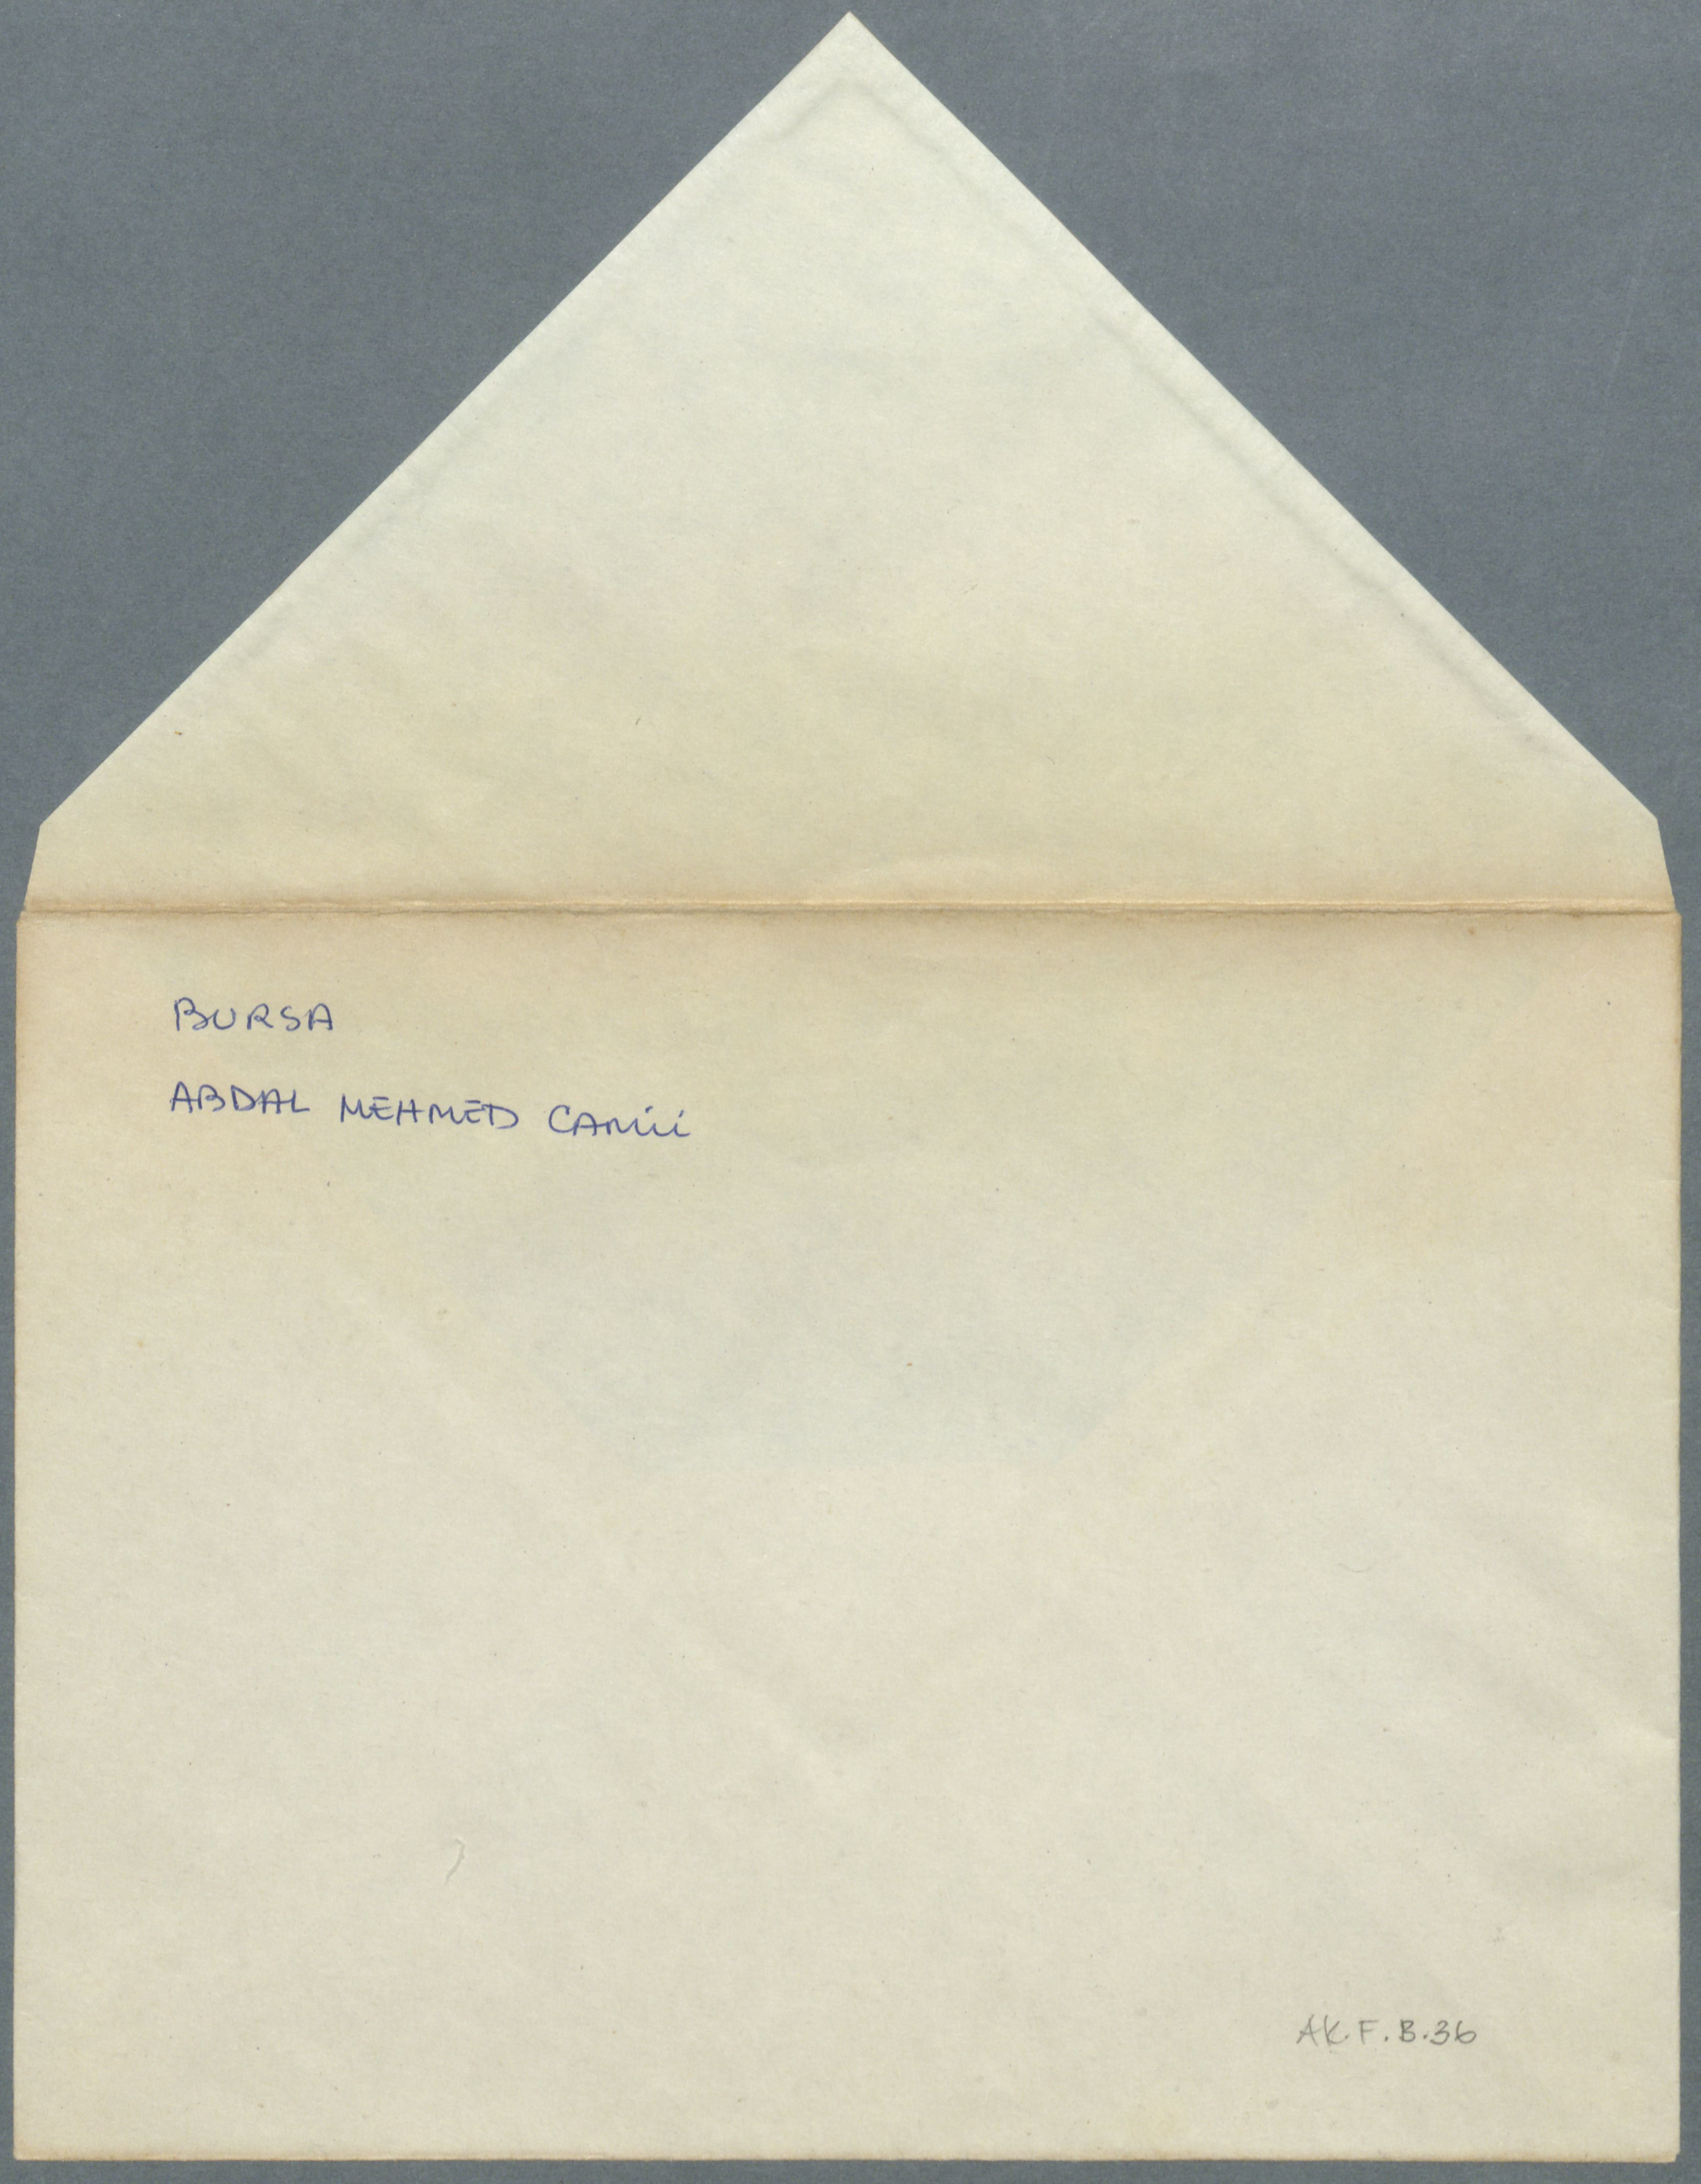 BURSA
ABDAL MEHMED CAMİİ
AK.F.B.36